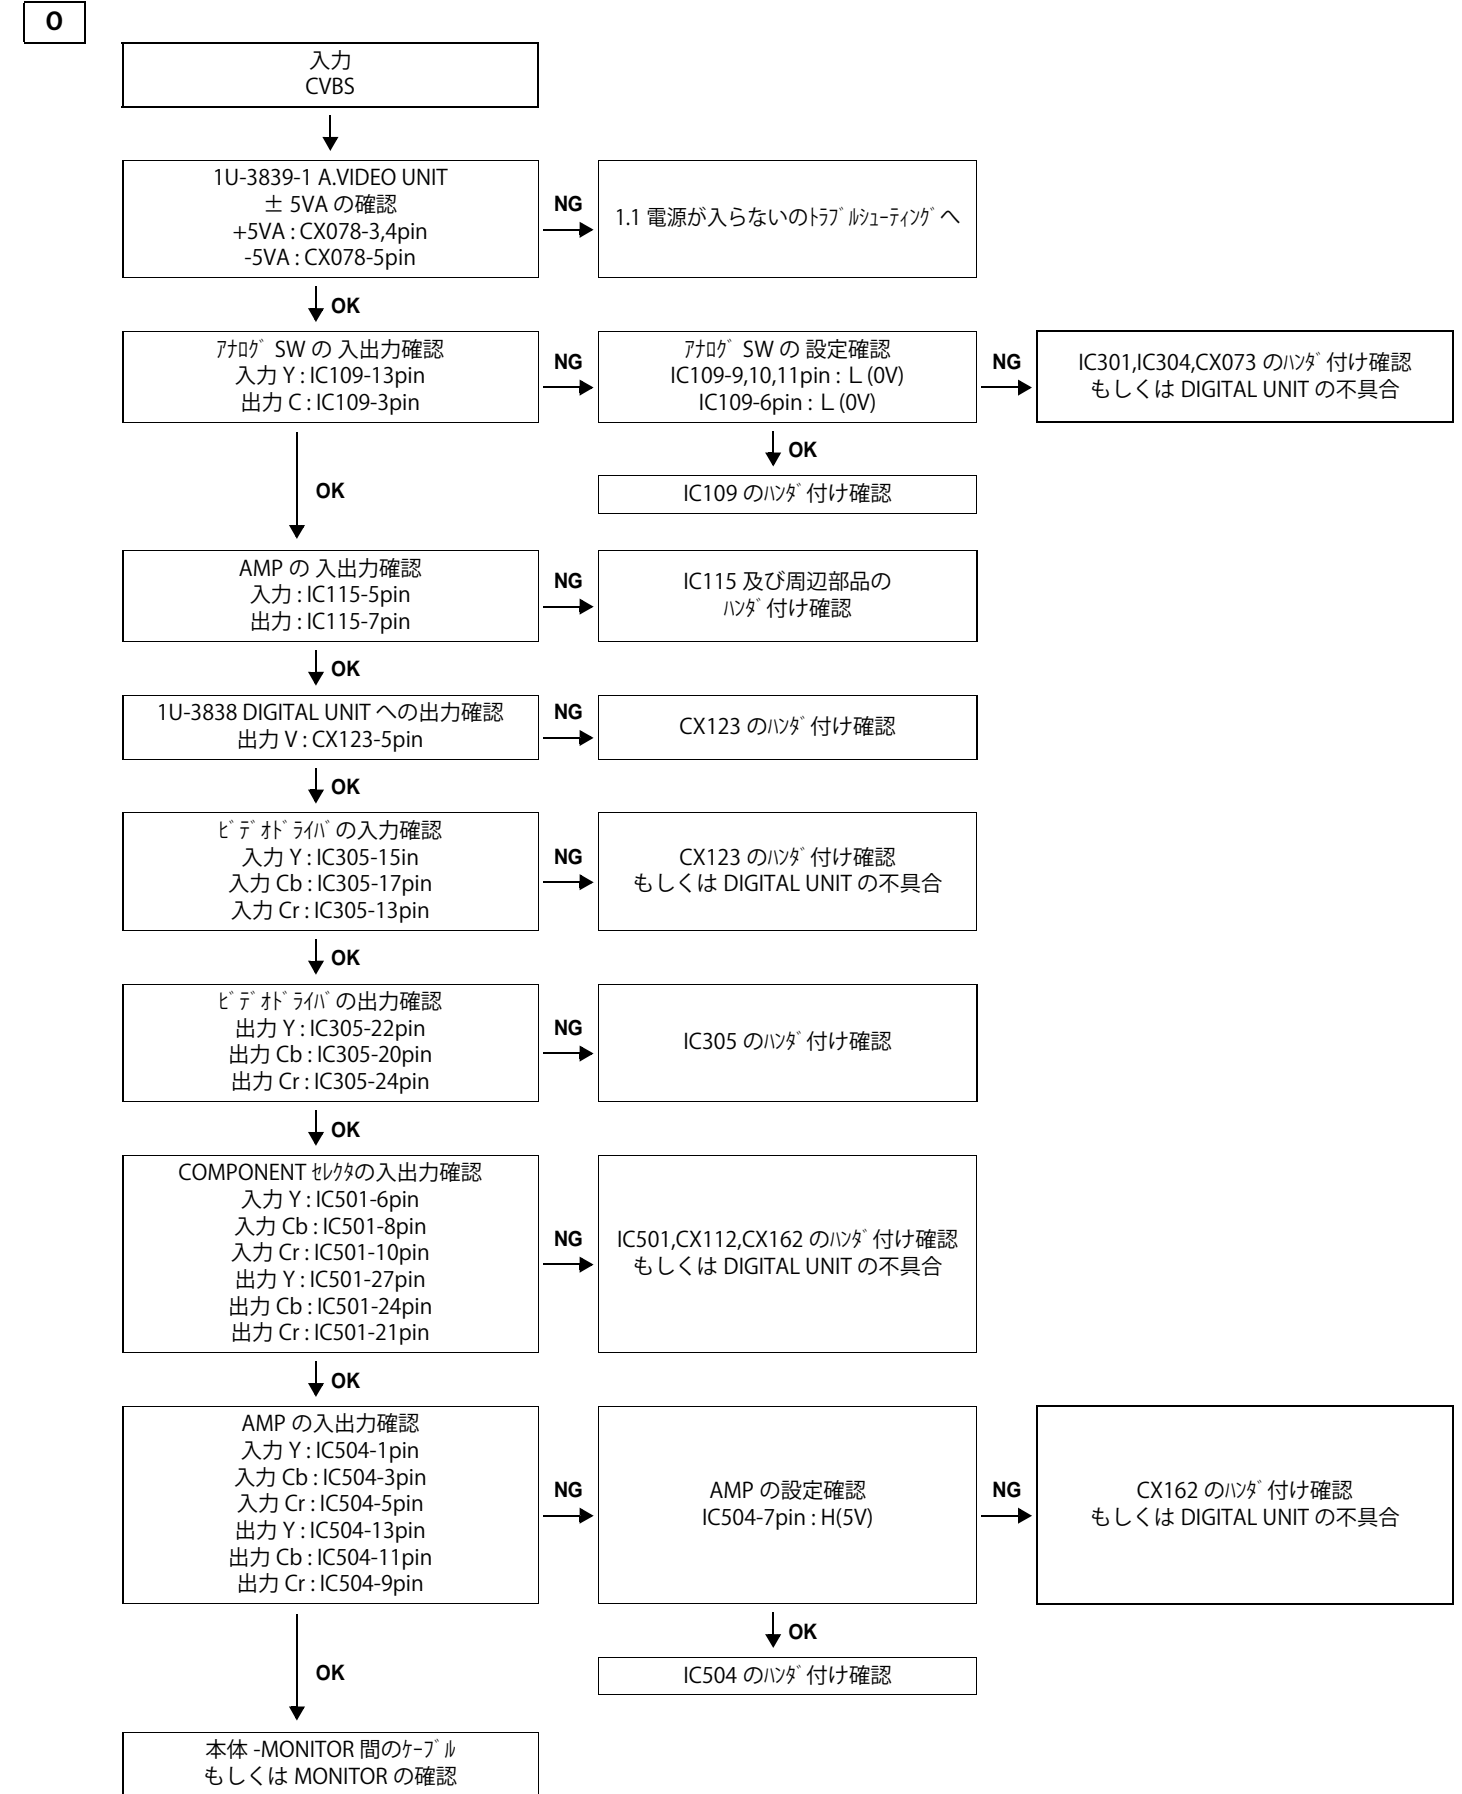 O
入力
CVBS
1U-3839-1 A.VIDEO UNIT
± 5VA の確認
+5VA : CX078-3,4pin
-5VA : CX078-5pin
NG
1.1 電源が入らないのﾄﾗﾌﾞﾙｼｭｰﾃｨﾝｸﾞへ
OK
ｱﾅﾛｸﾞ SW の 入出力確認
入力 Y : IC109-13pin
出力 C : IC109-3pin
NG
ｱﾅﾛｸﾞ SW の 設定確認
IC109-9,10,11pin : L (0V)
IC109-6pin : L (0V)
NG
IC301,IC304,CX073 のﾊﾝﾀﾞ付け確認
もしくは DIGITAL UNIT の不具合
OK
IC109 のﾊﾝﾀﾞ付け確認
OK
AMP の 入出力確認
入力 : IC115-5pin
出力 : IC115-7pin
NG
IC115 及び周辺部品の
ﾊﾝﾀﾞ付け確認
OK
1U-3838 DIGITAL UNIT への出力確認
出力 V : CX123-5pin
NG
CX123 のﾊﾝﾀﾞ付け確認
OK
ﾋﾞﾃﾞｵﾄﾞﾗｲﾊﾞの入力確認
入力 Y : IC305-15in
入力 Cb : IC305-17pin
入力 Cr : IC305-13pin
NG
CX123 のﾊﾝﾀﾞ付け確認
もしくは DIGITAL UNIT の不具合
OK
ﾋﾞﾃﾞｵﾄﾞﾗｲﾊﾞの出力確認
出力 Y : IC305-22pin
出力 Cb : IC305-20pin
出力 Cr : IC305-24pin
NG
IC305 のﾊﾝﾀﾞ付け確認
OK
COMPONENT ｾﾚｸﾀの入出力確認
入力 Y : IC501-6pin
入力 Cb : IC501-8pin
入力 Cr : IC501-10pin
出力 Y : IC501-27pin
出力 Cb : IC501-24pin
出力 Cr : IC501-21pin
NG
IC501,CX112,CX162 のﾊﾝﾀﾞ付け確認
もしくは DIGITAL UNIT の不具合
OK
AMP の入出力確認
入力 Y : IC504-1pin
入力 Cb : IC504-3pin
入力 Cr : IC504-5pin
出力 Y : IC504-13pin
出力 Cb : IC504-11pin
出力 Cr : IC504-9pin
NG
AMP の設定確認
IC504-7pin : H(5V)
NG
CX162 のﾊﾝﾀﾞ付け確認
もしくは DIGITAL UNIT の不具合
OK
IC504 のﾊﾝﾀﾞ付け確認
OK
本体 -MONITOR 間のｹｰﾌﾞﾙ
もしくは MONITOR の確認